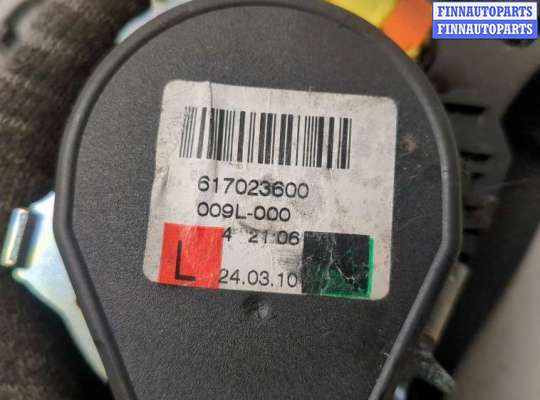 FINNAUTOPARTS
FINNAUTOPARTS
617023600
009L-000
4 21:06
L 24.03.10